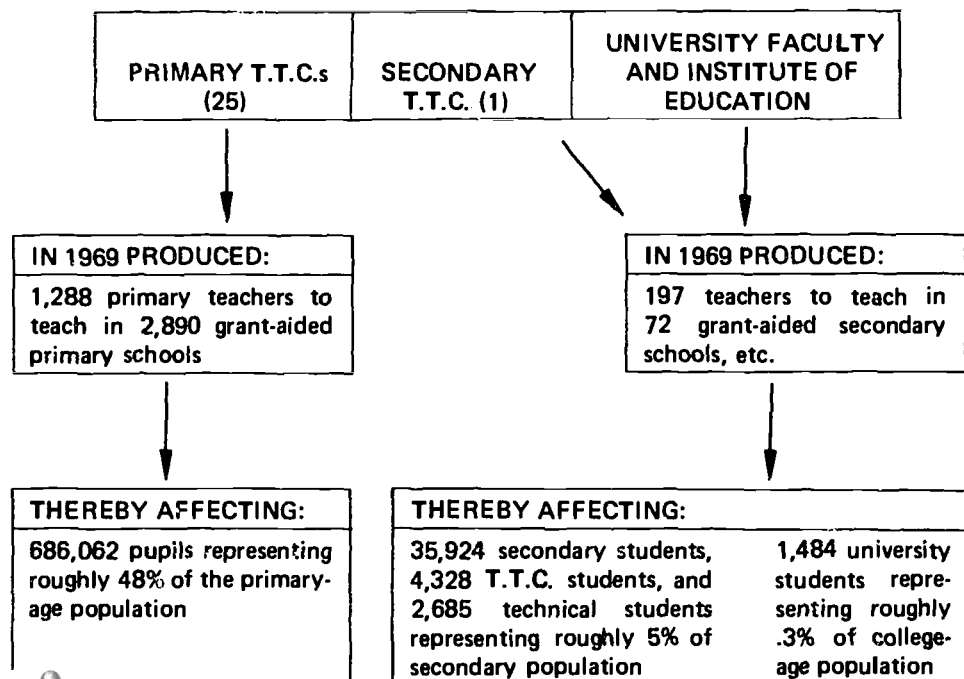 PRIMARY T.T.C.s
(25)
SECONDARY
T.T.C. (1)
UNIVERSITY FACULTY
AND INSTITUTE OF
EDUCATION
IN 1969 PRODUCED:
1,288 primary teachers to
teach in 2,890 grant-aided
primary schools
IN 1969 PRODUCED:
197 teachers to teach in
72 grant-aided secondary
schools, etc.
THEREBY AFFECTING:
686,062 pupils representing
roughly 48% of the primary-
age population
THEREBY AFFECTING:
35,924 secondary students,
4,328 T.T.C. students, and
2,685 technical students
representing roughly 5% of
secondary population
1,484 university
students repre-
senting roughly
.3% of college-
age population